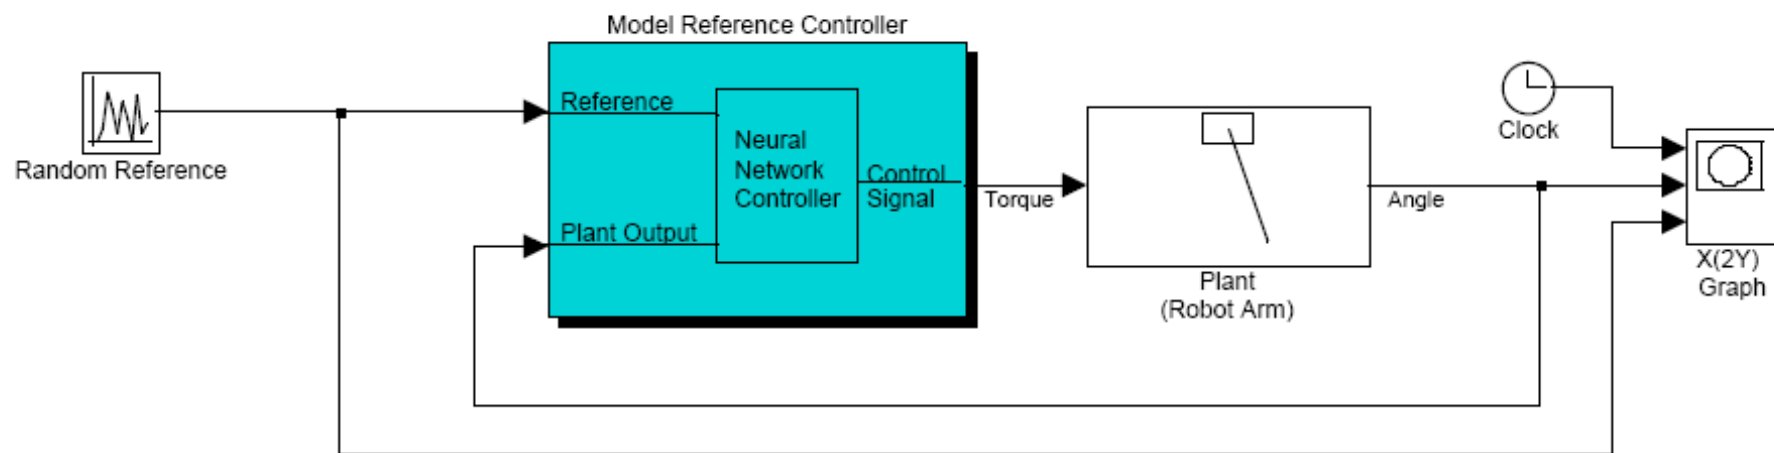 Model Reference Controller
Random Reference
Reference
Neural
Network
Controller
Control
Signal
Plant Output
Torque
Plant
(Robot Arm)
Angle
Clock
X(2Y)
Graph